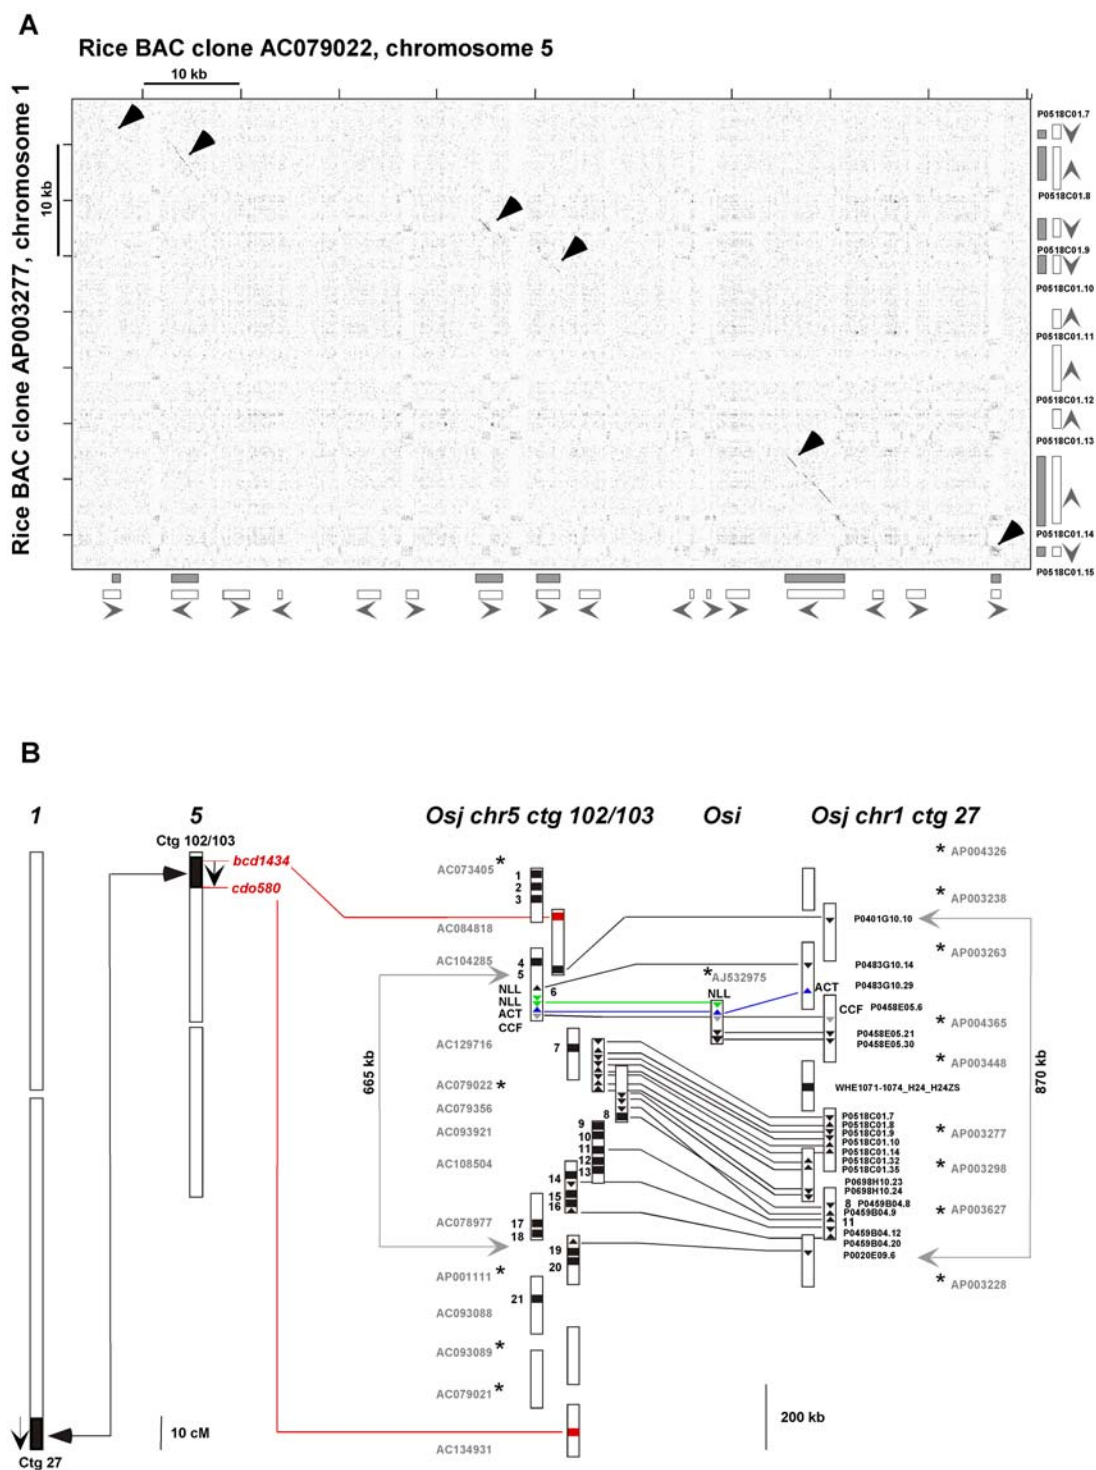 A
Rice BAC clone AC079022, chromosome 5
10 kb
Rice BAC clone AP003277, chromosome 1
10 kb
P0518C01.7
P0518C01.8
P0518C01.9
P0518C01.10
P0518C01.11
P0518C01.12
P0518C01.13
P0518C01.14
P0518C01.15
B
1
5
Osj chr5 ctg 102/103
Osi
Osj chr1 ctg 27
Ctg 102/103
bcd1434
cdo580
Ctg 27
10 cM
665 kb
AC073405 *
AC084818
AC104285
AC129716
AC079022 *
AC079356
AC093921
AC108504
AC078977
AP001111 *
AC093088
AC093089 *
AC079021 *
AC134931
1
2
3
4
5
6
NLL
NLL
ACT
CCF
7
8
9
10
11
12
13
14
15
16
17
18
19
20
21
* AJ532975
NLL
ACT
CCF
P0401G10.10
P0483G10.14
P0483G10.29
P0458E05.6
P0458E05.21
P0458E05.30
WHE1071-1074_H24_H24ZS
P0518C01.7
P0518C01.8
P0518C01.9
P0518C01.10
P0518C01.14
P0518C01.32
P0518C01.35
P0698H10.23
P0698H10.24
8 P0459B04.8
P0459B04.9
11
P0459B04.12
P0459B04.20
P0020E09.6
* AP004326
* AP003238
* AP003263
* AP004365
* AP003448
* AP003277
* AP003298
* AP003627
* AP003228
870 kb
200 kb